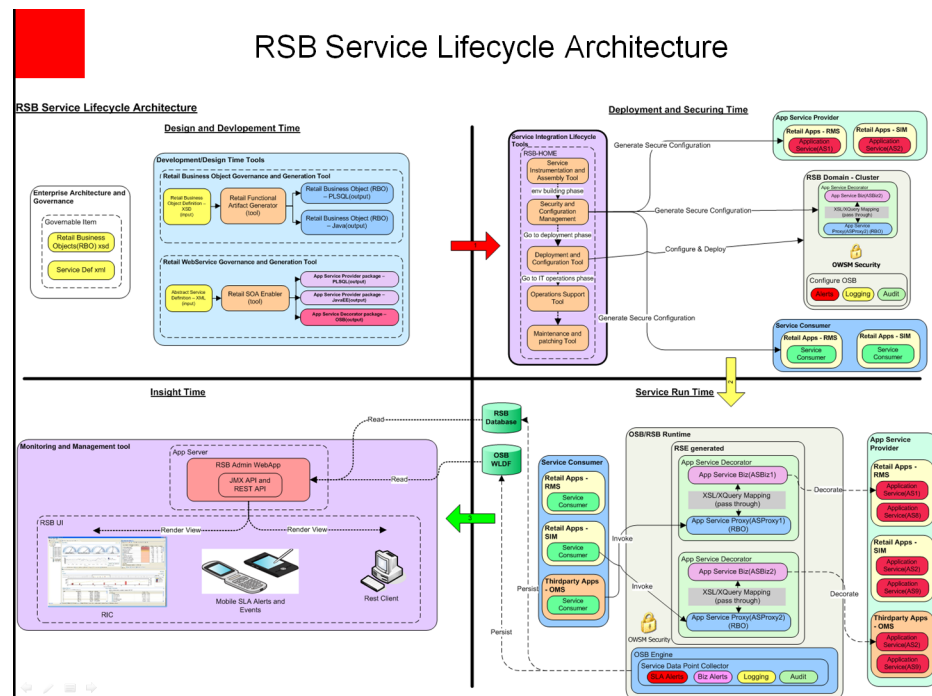 RSB Service Lifecycle Architecture
RSB Service Lifecycle Architecture
Design and Devlopement Time
Enterprise Architecture and
Governance
Governable Item
Retail Business
Objects(RBO) xsd
Service Def xml
Development/Design Time Tools
Retail Business Object Governance and Generation Tool
Retail Business
Object Definition –
XSD
(input)
Retail Functional
Artifact Generator
(tool)
Retail Business Object (RBO)
– PLSQL(output)
Retail Business Object (RBO)
– Java(output)
Retail WebService Governance and Generation Tool
Abstract Service
Definition – XML
(input)
Retail SOA Enabler
(tool)
App Service Provider package –
PLSQL(output)
App Service Provider package –
JavaEE(output)
App Service Decorator package –
OSB(output)
Deployment and Securing Time
Service Integration Lifecycle
Tools
RSB-HOME
Service
Instrumentation and
Assembly Tool
env building phase
Security and
Configuration
Management
Go to deployment phase
Deployment and
Configuration Tool
Go to IT operations phase
Operations Support
Tool
Maintenance and
patching Tool
Generate Secure Configuration
Generate Secure Configuration
Configure & Deploy
Generate Secure Configuration
App Service Provider
Retail Apps - RMS
Application
Service(AS1)
Retail Apps - SIM
Application
Service(AS2)
RSB Domain - Cluster
App Service Decorator
App Service Biz(ASBiz2)
XSL/XQuery Mapping
(pass through)
App Service
Proxy(ASProxy2) (RBO)
OWSM Security
Configure OSB
Alerts
Logging
Audit
Service Consumer
Retail Apps - RMS
Service
Consumer
Retail Apps - SIM
Service
Consumer
2
Insight Time
Monitoring and Management tool
App Server
RSB Admin WebApp
JMX API and
REST API
Read
Read
RSB UI
Render View
Render View
RIC
Mobile SLA Alerts and
Events
Rest Client
RSB
Database
OSB
WLDF
3
Service Run Time
Service Consumer
Retail Apps -
RMS
Service
Consumer
Retail Apps -
SIM
Service
Consumer
Thirdparty Apps
- OMS
Service
Consumer
Invoke
Invoke
Persist
Persist
OSB/RSB Runtime
RSE generated
App Service Decorator
App Service Biz(ASBiz1)
XSL/XQuery Mapping
(pass through)
App Service Proxy(ASProxy1)
(RBO)
App Service Decorator
App Service Biz(ASBiz2)
XSL/XQuery Mapping
(pass through)
App Service Proxy(ASProxy2)
(RBO)
OWSM Security
OSB Engine
Service Data Point Collector
SLA Alerts
Biz Alerts
Logging
Audit
Decorate
Decorate
App Service
Provider
Retail Apps -
RMS
Application
Service(AS1)
Application
Service(AS8)
Retail Apps -
SIM
Application
Service(AS2)
Application
Service(AS9)
Thirdparty Apps
- OMS
Application
Service(AS2)
Application
Service(AS9)